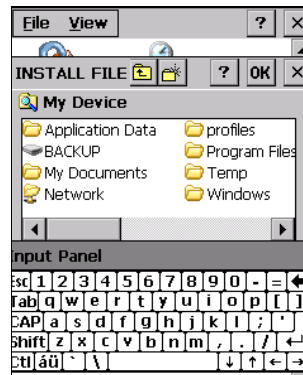 File View ? ×
INSTALL FILE ? OK ×
My Device
Application Data profiles
BACKUP Program Files
My Documents Temp
Network Windows
Input Panel
Esc 1 2 3 4 5 6 7 8 9 0 - =
Tab q w e r t y u i o p [ ]
CAP a s d f g h j k l ; '
Shift z x c v b n m , . /
Ctl áü ` \ ↓ ↑ ← →